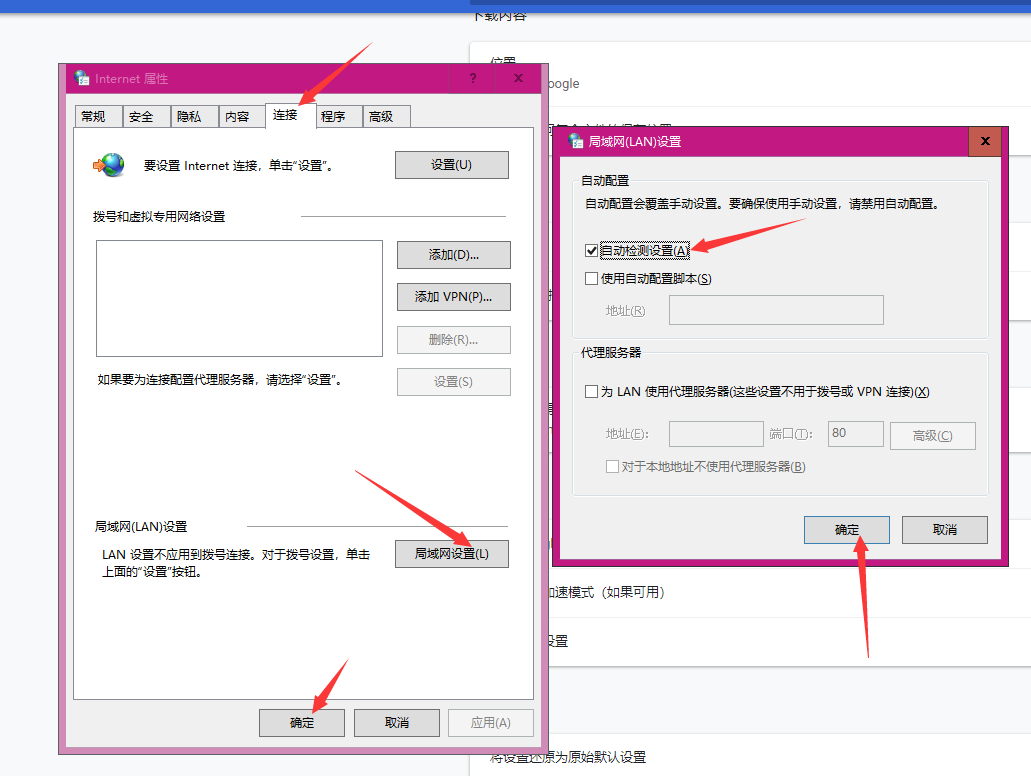 下载内容
位置
oogle
Internet 属性
?
x
常规
安全
隐私
内容
连接
程序
高级
要设置 Internet 连接，单击“设置”。
设置(U)
拨号和虚拟专用网络设置
添加(D)...
添加 VPN(P)...
删除(R)...
如果要为连接配置代理服务器，请选择“设置”。
设置(S)
局域网(LAN)设置
LAN 设置不应用到拨号连接。对于拨号设置，单击
上面的“设置”按钮。
局域网设置(L)
确定
取消
应用(A)
局域网(LAN)设置
x
自动配置
自动配置会覆盖手动设置。要确保使用手动设置，请禁用自动配置。
自动检测设置(A)
使用自动配置脚本(S)
地址(R)
代理服务器
为 LAN 使用代理服务器(这些设置不用于拨号或 VPN 连接)(X)
地址(E):
端口(T):
80
高级(C)
对于本地地址不使用代理服务器(B)
确定
取消
加速模式（如果可用）
设置
将设置还原为原始默认设置